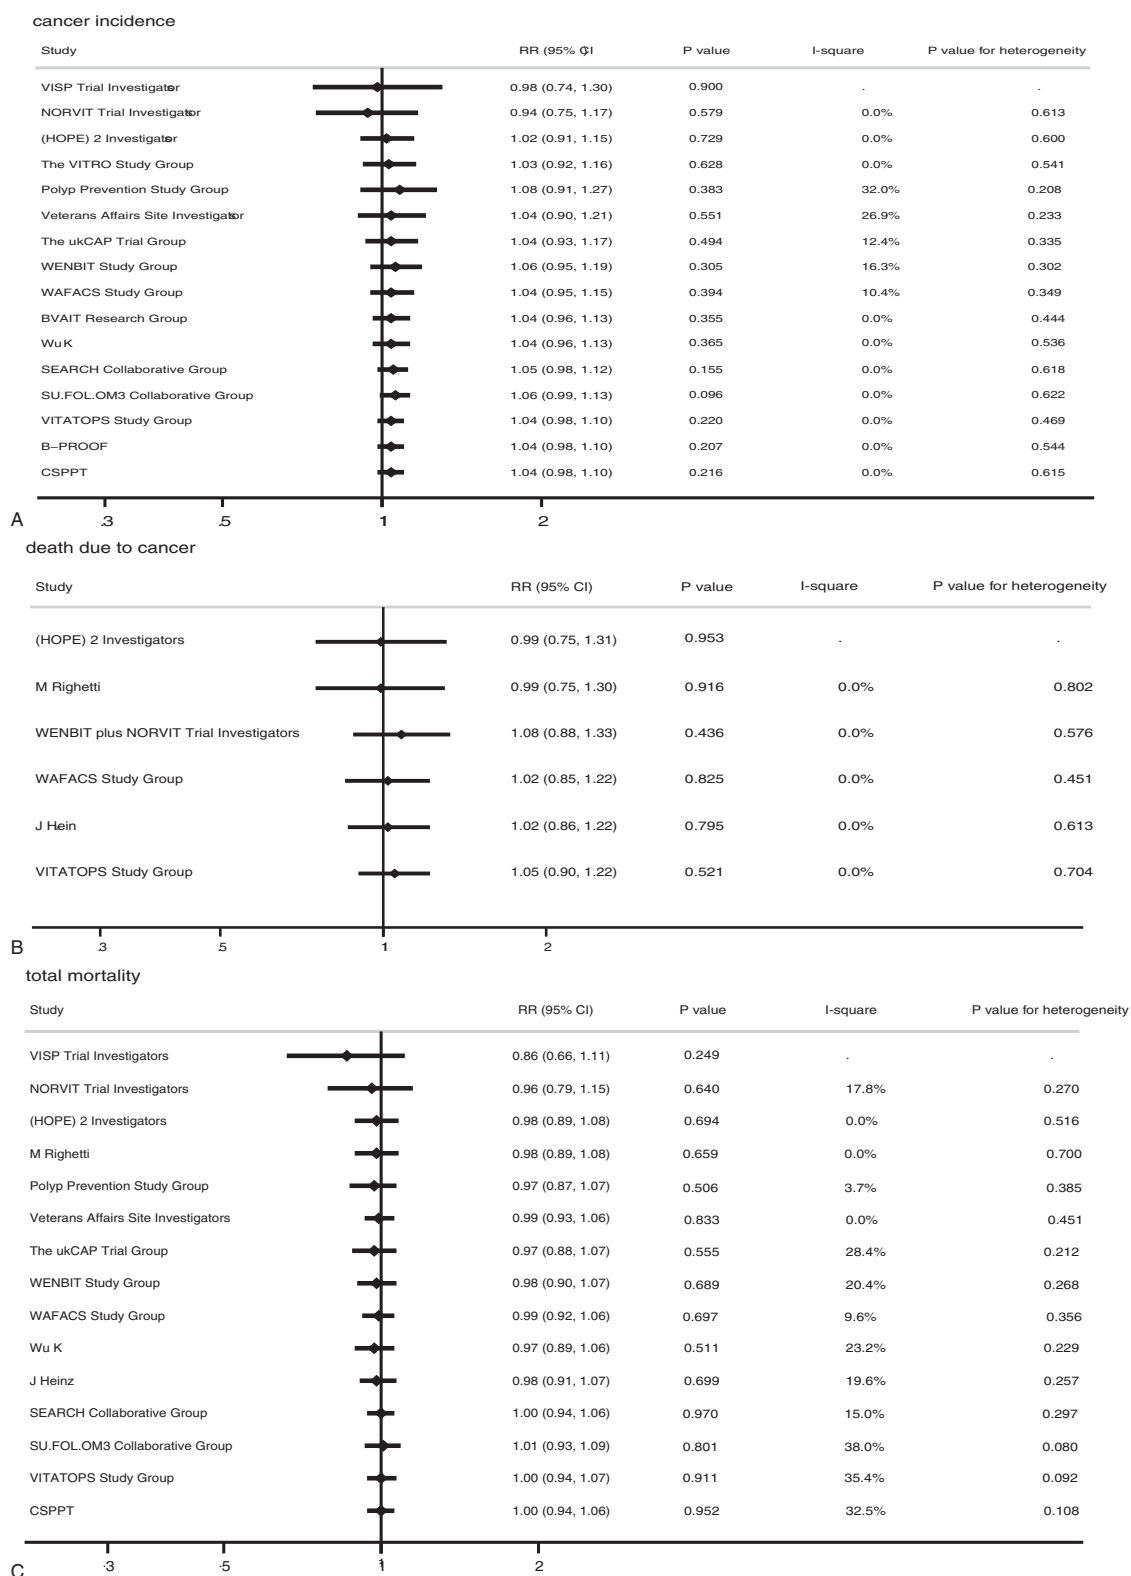 cancer incidence
Study RR (95% CI P value I-square P value for heterogeneity
VISP Trial Investigator 0.98 (0.74, 1.30) 0.900 . .
NORVIT Trial Investigator 0.94 (0.75, 1.17) 0.579 0.0% 0.613
(HOPE) 2 Investigator 1.02 (0.91, 1.15) 0.729 0.0% 0.600
The VITRO Study Group 1.03 (0.92, 1.16) 0.628 0.0% 0.541
Polyp Prevention Study Group 1.08 (0.91, 1.27) 0.383 32.0% 0.208
Veterans Affairs Site Investigator 1.04 (0.90, 1.21) 0.551 26.9% 0.233
The ukCAP Trial Group 1.04 (0.93, 1.17) 0.494 12.4% 0.335
WENBIT Study Group 1.06 (0.95, 1.19) 0.305 16.3% 0.302
WAFACS Study Group 1.04 (0.95, 1.15) 0.394 10.4% 0.349
BVAIT Research Group 1.04 (0.96, 1.13) 0.355 0.0% 0.444
Wu K 1.04 (0.96, 1.13) 0.365 0.0% 0.536
SEARCH Collaborative Group 1.05 (0.98, 1.12) 0.155 0.0% 0.618
SU.FOL.OM3 Collaborative Group 1.06 (0.99, 1.13) 0.096 0.0% 0.622
VITATOPS Study Group 1.04 (0.98, 1.10) 0.220 0.0% 0.469
B−PROOF 1.04 (0.98, 1.10) 0.207 0.0% 0.544
CSPPT 1.04 (0.98, 1.10) 0.216 0.0% 0.615
A .3 .5 1 2
death due to cancer
Study RR (95% CI) P value I-square P value for heterogeneity
(HOPE) 2 Investigators 0.99 (0.75, 1.31) 0.953 . .
M Righetti 0.99 (0.75, 1.30) 0.916 0.0% 0.802
WENBIT plus NORVIT Trial Investigators 1.08 (0.88, 1.33) 0.436 0.0% 0.576
WAFACS Study Group 1.02 (0.85, 1.22) 0.825 0.0% 0.451
J Hein 1.02 (0.86, 1.22) 0.795 0.0% 0.613
VITATOPS Study Group 1.05 (0.90, 1.22) 0.521 0.0% 0.704
B .3 .5 1 2
total mortality
Study RR (95% CI) P value I-square P value for heterogeneity
VISP Trial Investigators 0.86 (0.66, 1.11) 0.249 . .
NORVIT Trial Investigators 0.96 (0.79, 1.15) 0.640 17.8% 0.270
(HOPE) 2 Investigators 0.98 (0.89, 1.08) 0.694 0.0% 0.516
M Righetti 0.98 (0.89, 1.08) 0.659 0.0% 0.700
Polyp Prevention Study Group 0.97 (0.87, 1.07) 0.506 3.7% 0.385
Veterans Affairs Site Investigators 0.99 (0.93, 1.06) 0.833 0.0% 0.451
The ukCAP Trial Group 0.97 (0.88, 1.07) 0.555 28.4% 0.212
WENBIT Study Group 0.98 (0.90, 1.07) 0.689 20.4% 0.268
WAFACS Study Group 0.99 (0.92, 1.06) 0.697 9.6% 0.356
Wu K 0.97 (0.89, 1.06) 0.511 23.2% 0.229
J Heinz 0.98 (0.91, 1.07) 0.699 19.6% 0.257
SEARCH Collaborative Group 1.00 (0.94, 1.06) 0.970 15.0% 0.297
SU.FOL.OM3 Collaborative Group 1.01 (0.93, 1.09) 0.801 38.0% 0.080
VITATOPS Study Group 1.00 (0.94, 1.07) 0.911 35.4% 0.092
CSPPT 1.00 (0.94, 1.06) 0.952 32.5% 0.108
C .3 .5 1 2